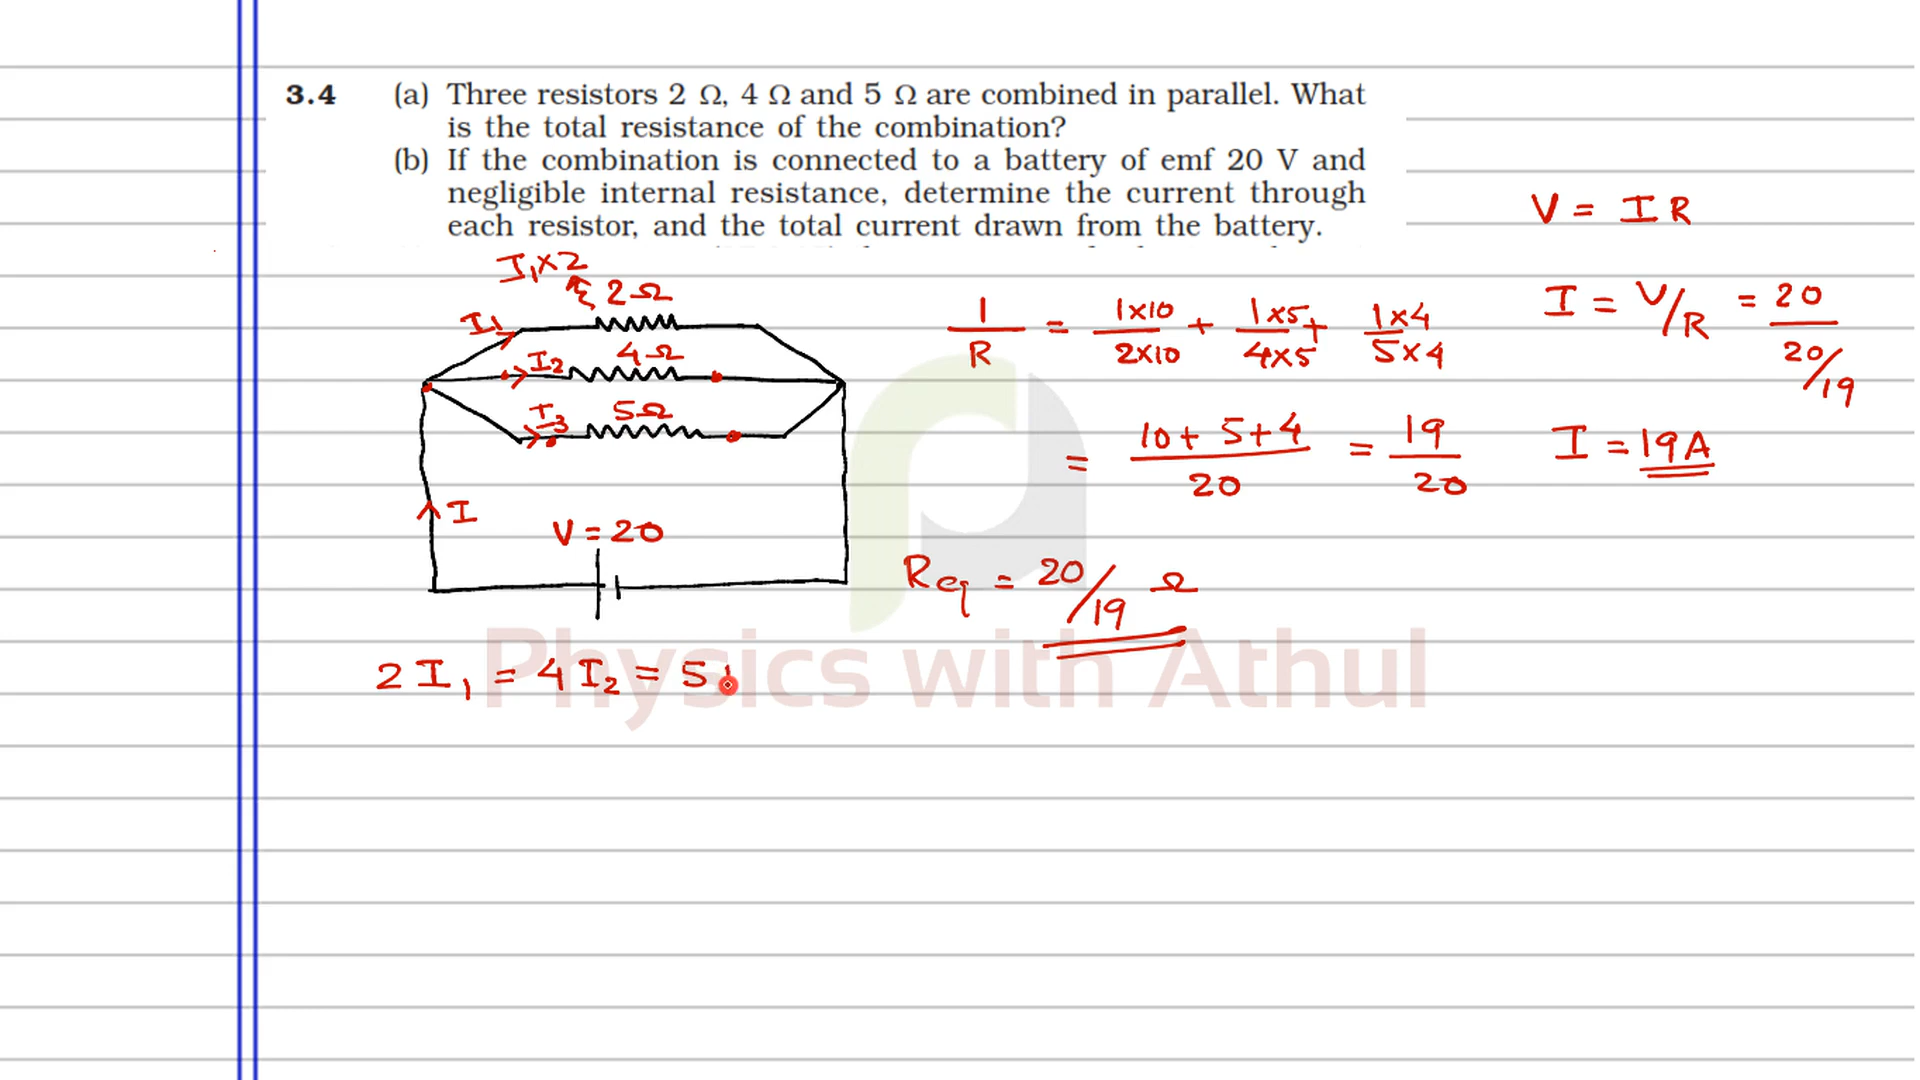 3.4 (a) Three resistors 2 Ω, 4 Ω and 5 Ω are combined in parallel. What
is the total resistance of the combination?
(b) If the combination is connected to a battery of emf 20 V and
negligible internal resistance, determine the current through
each resistor, and the total current drawn from the battery.
V = IR
I₁×2
2Ω
I₁
I₂ 4Ω
I₃ 5Ω
I
V = 20
1/R = 1×10/2×10 + 1×5/4×5 + 1×4/5×4
= 10+5+4/20 = 19/20
Req = 20/19 Ω
I = V/R = 20/20/19
I = 19A
2I₁ = 4I₂ = 5
Physics with Athul